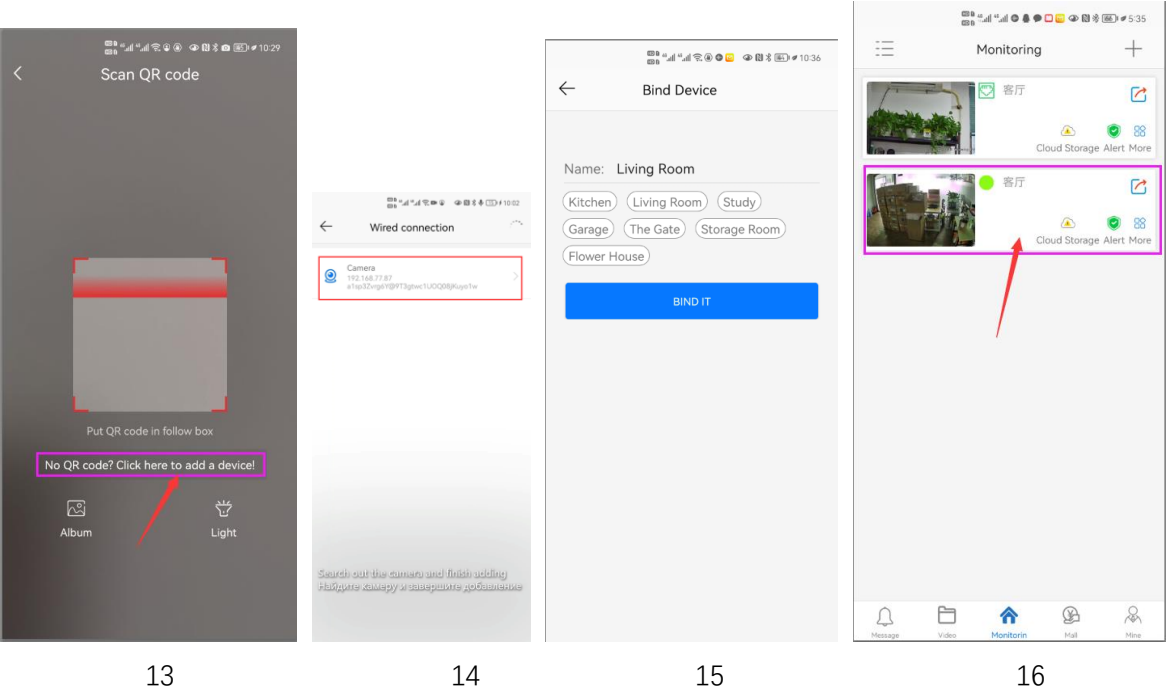 10:29
Scan QR code
Put QR code in follow box
No QR code? Click here to add a device!
Album
Light
13
10:02
Wired connection
Camera
192.168.77.87
Search out the camera and finish adding
Найдите камеру и завершите добавление
14
10:36
Bind Device
Name: Living Room
Kitchen
Living Room
Study
Garage
The Gate
Storage Room
Flower House
BIND IT
15
5:35
Monitoring
客厅
Cloud Storage Alert More
客厅
Cloud Storage Alert More
Message
Video
Monitorin
Mall
Mine
16